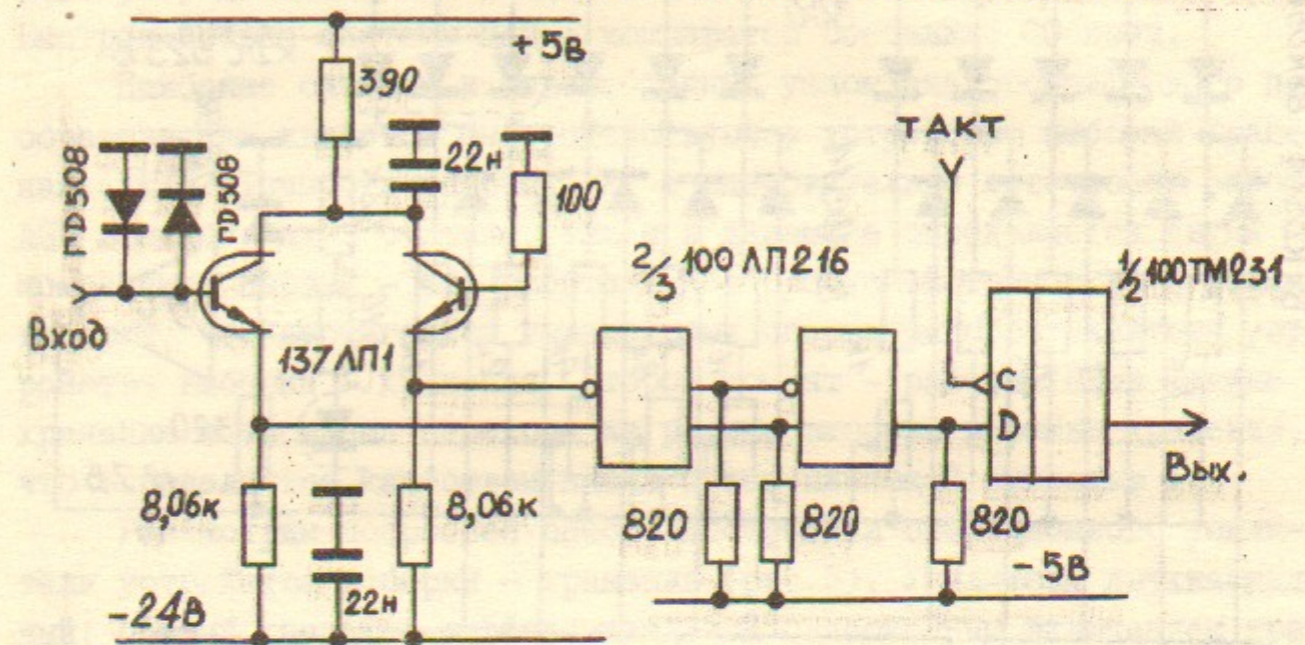 +5в
390
22н
100
ГД508
ГД508
Вход
137ЛП1
8,06к
8,06к
22н
-24в
ТАКТ
2/3 100ЛП216
1/2 100ТМ231
C
D
Вых.
820
820
820
-5в